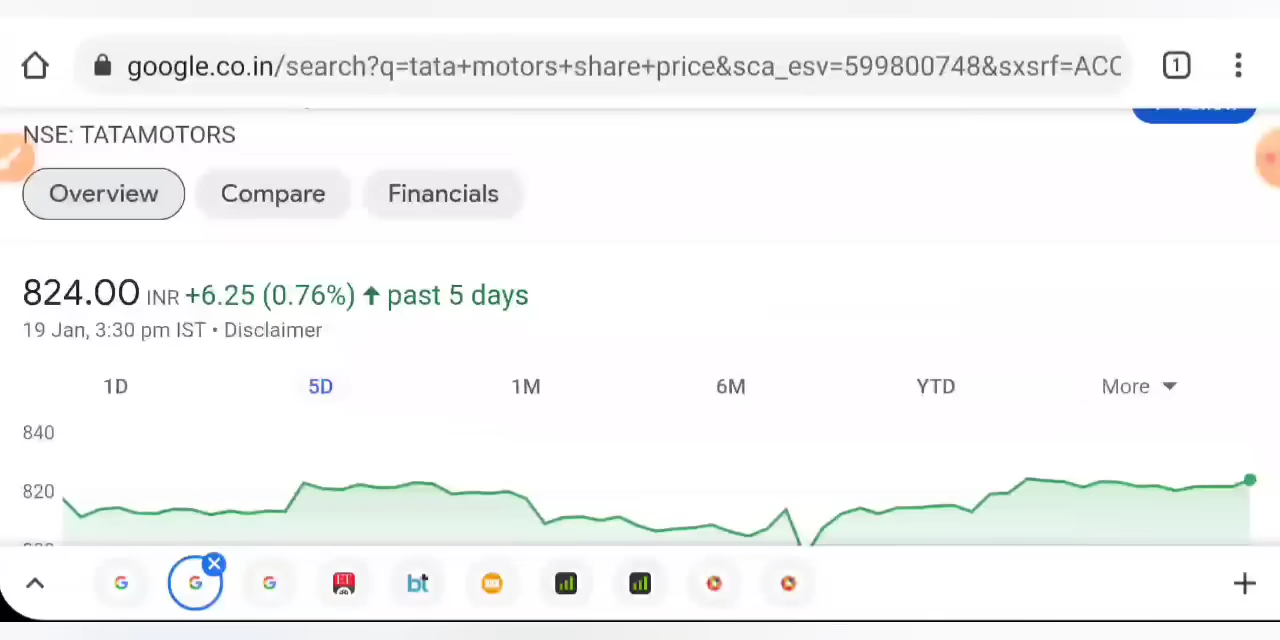 google.co.in/search?q=tata+motors+share+price&sca_esv=599800748&sxsrf=ACC
1
NSE: TATAMOTORS
Overview Compare Financials
824.00 INR +6.25 (0.76%) ↑ past 5 days
19 Jan, 3:30 pm IST • Disclaimer
1D 5D 1M 6M YTD More
840
820
ET
bt